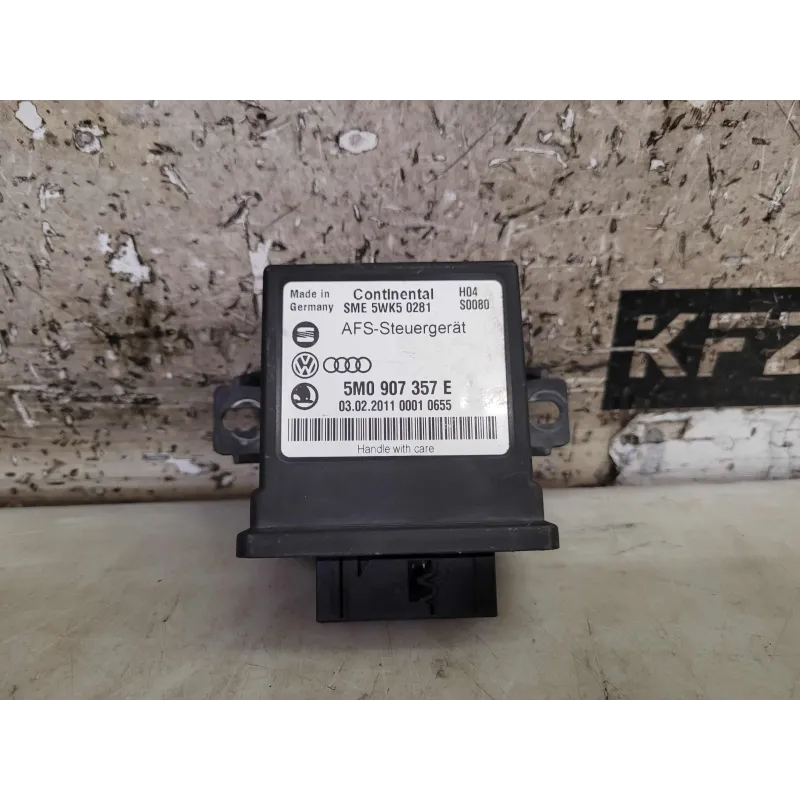 Made in Germany
Continental
SME 5WK5 0281
H04
S0080
AFS-Steuergerät
5M0 907 357 E
03.02.2011 0001 0655
Handle with care
KFZ